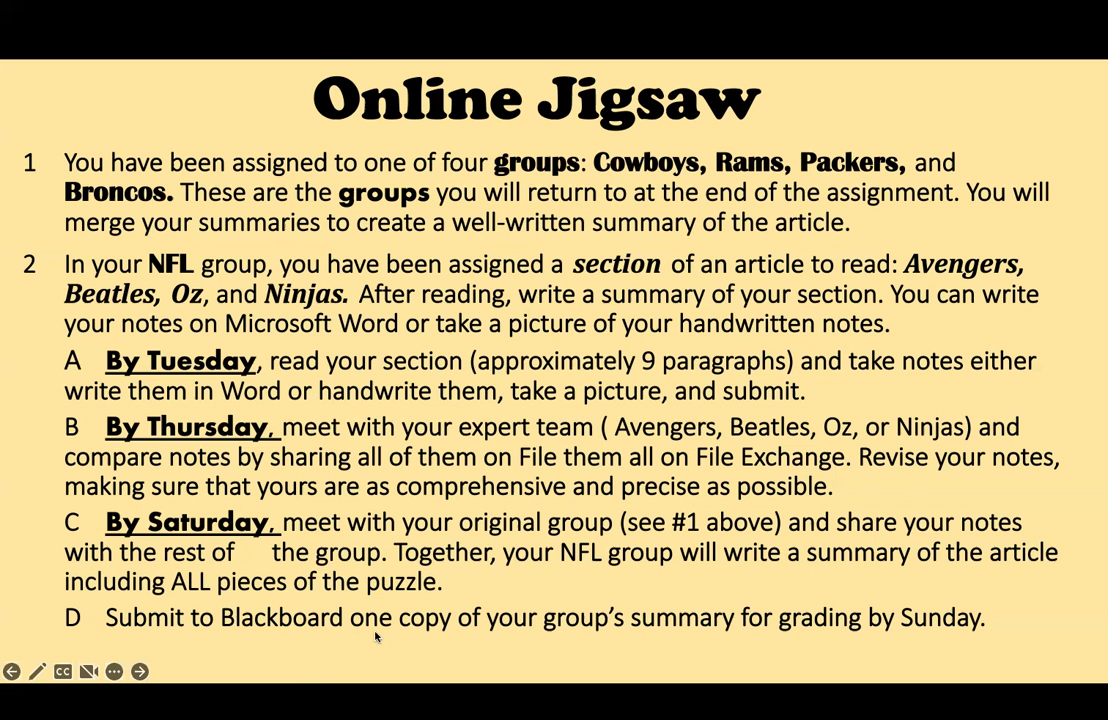 Online Jigsaw
1 You have been assigned to one of four groups: Cowboys, Rams, Packers, and
Broncos. These are the groups you will return to at the end of the assignment. You will
merge your summaries to create a well-written summary of the article.
2 In your NFL group, you have been assigned a section of an article to read: Avengers,
Beatles, Oz, and Ninjas. After reading, write a summary of your section. You can write
your notes on Microsoft Word or take a picture of your handwritten notes.
A By Tuesday, read your section (approximately 9 paragraphs) and take notes either
write them in Word or handwrite them, take a picture, and submit.
B By Thursday, meet with your expert team ( Avengers, Beatles, Oz, or Ninjas) and
compare notes by sharing all of them on File them all on File Exchange. Revise your notes,
making sure that yours are as comprehensive and precise as possible.
C By Saturday, meet with your original group (see #1 above) and share your notes
with the rest of the group. Together, your NFL group will write a summary of the article
including ALL pieces of the puzzle.
D Submit to Blackboard one copy of your group's summary for grading by Sunday.
CC